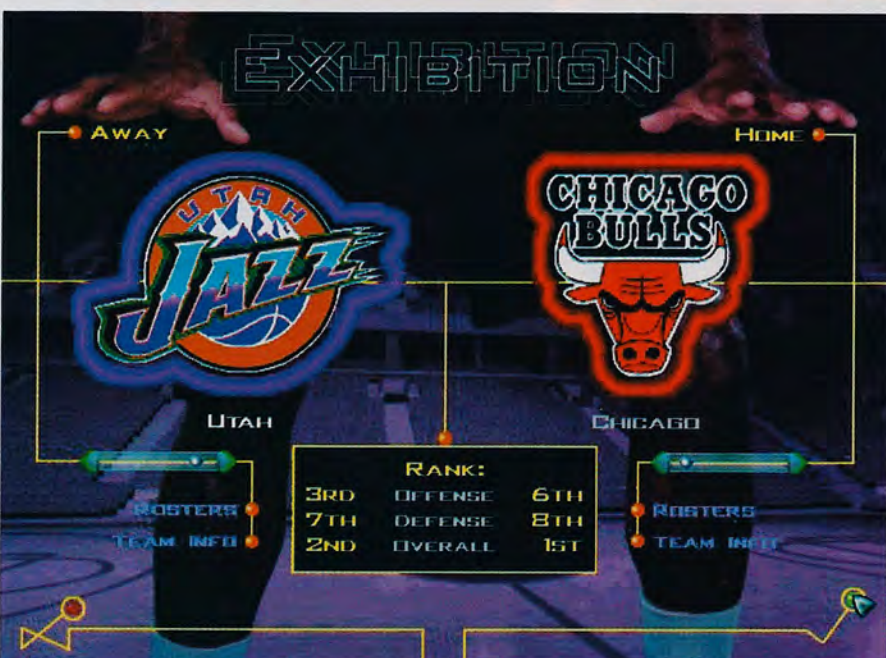 EXHIBITION
AWAY
HOME
UTAH
JAZZ
CHICAGO
BULLS
UTAH
CHICAGO
RANK:
3RD OFFENSE 6TH
7TH DEFENSE 8TH
2ND OVERALL 1ST
ROSTERS
TEAM INFO
ROSTERS
TEAM INFO